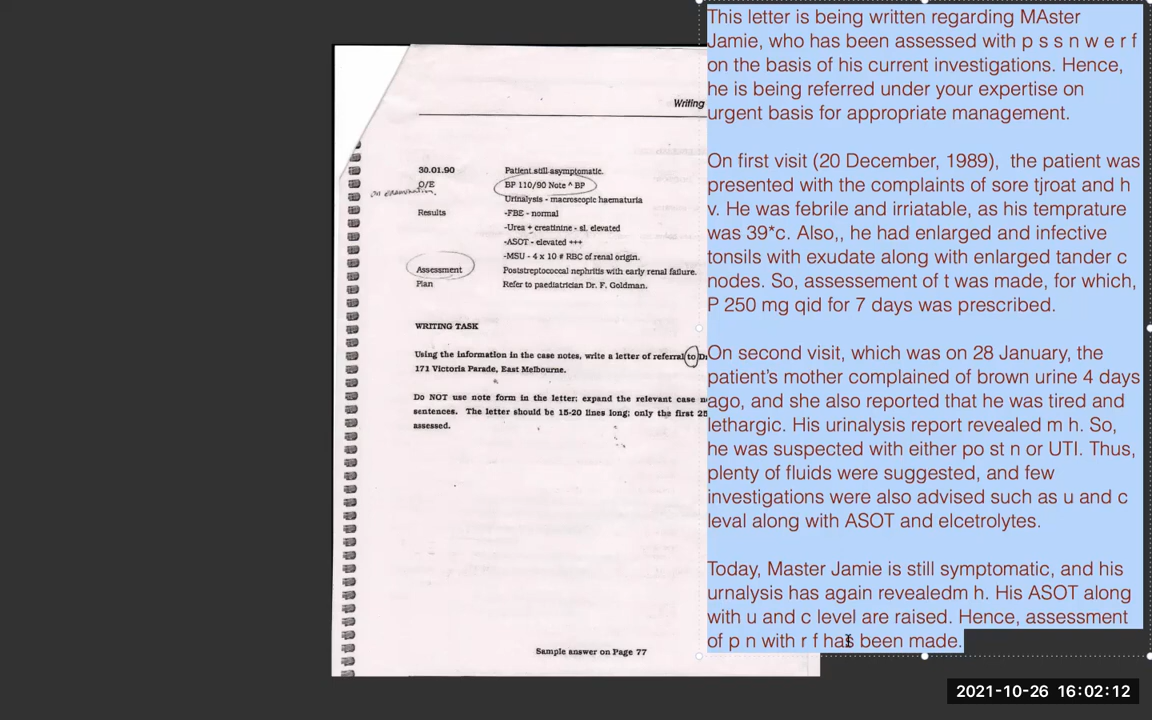 Writing
30.01.90 Patient still asymptomatic.
on examination. O/E BP 110/90 Note ^ BP
Urinalysis - macroscopic haematuria
Results -FBE - normal
-Urea + creatinine - sl. elevated
-ASOT - elevated +++
-MSU - 4 x 10 # RBC of renal origin.
Assessment Poststreptococcal nephritis with early renal failure.
Plan Refer to paediatrician Dr. F. Goldman.
WRITING TASK
Using the information in the case notes, write a letter of referral to
171 Victoria Parade, East Melbourne.
Do NOT use note form in the letter; expand the relevant case
sentences. The letter should be 15-20 lines long; only the first 25
assessed.
Sample answer on Page 77
This letter is being written regarding MAster
Jamie, who has been assessed with p s s n w e r f
on the basis of his current investigations. Hence,
he is being referred under your expertise on
urgent basis for appropriate management.
On first visit (20 December, 1989), the patient was
presented with the complaints of sore tjroat and h
v. He was febrile and irriatable, as his temprature
was 39*c. Also,, he had enlarged and infective
tonsils with exudate along with enlarged tander c
nodes. So, assessement of t was made, for which,
P 250 mg qid for 7 days was prescribed.
On second visit, which was on 28 January, the
patient's mother complained of brown urine 4 days
ago, and she also reported that he was tired and
lethargic. His urinalysis report revealed m h. So,
he was suspected with either po st n or UTI. Thus,
plenty of fluids were suggested, and few
investigations were also advised such as u and c
leval along with ASOT and elcetrolytes.
Today, Master Jamie is still symptomatic, and his
urnalysis has again revealedm h. His ASOT along
with u and c level are raised. Hence, assessment
of p n with r f has been made.
2021-10-26 16:02:12